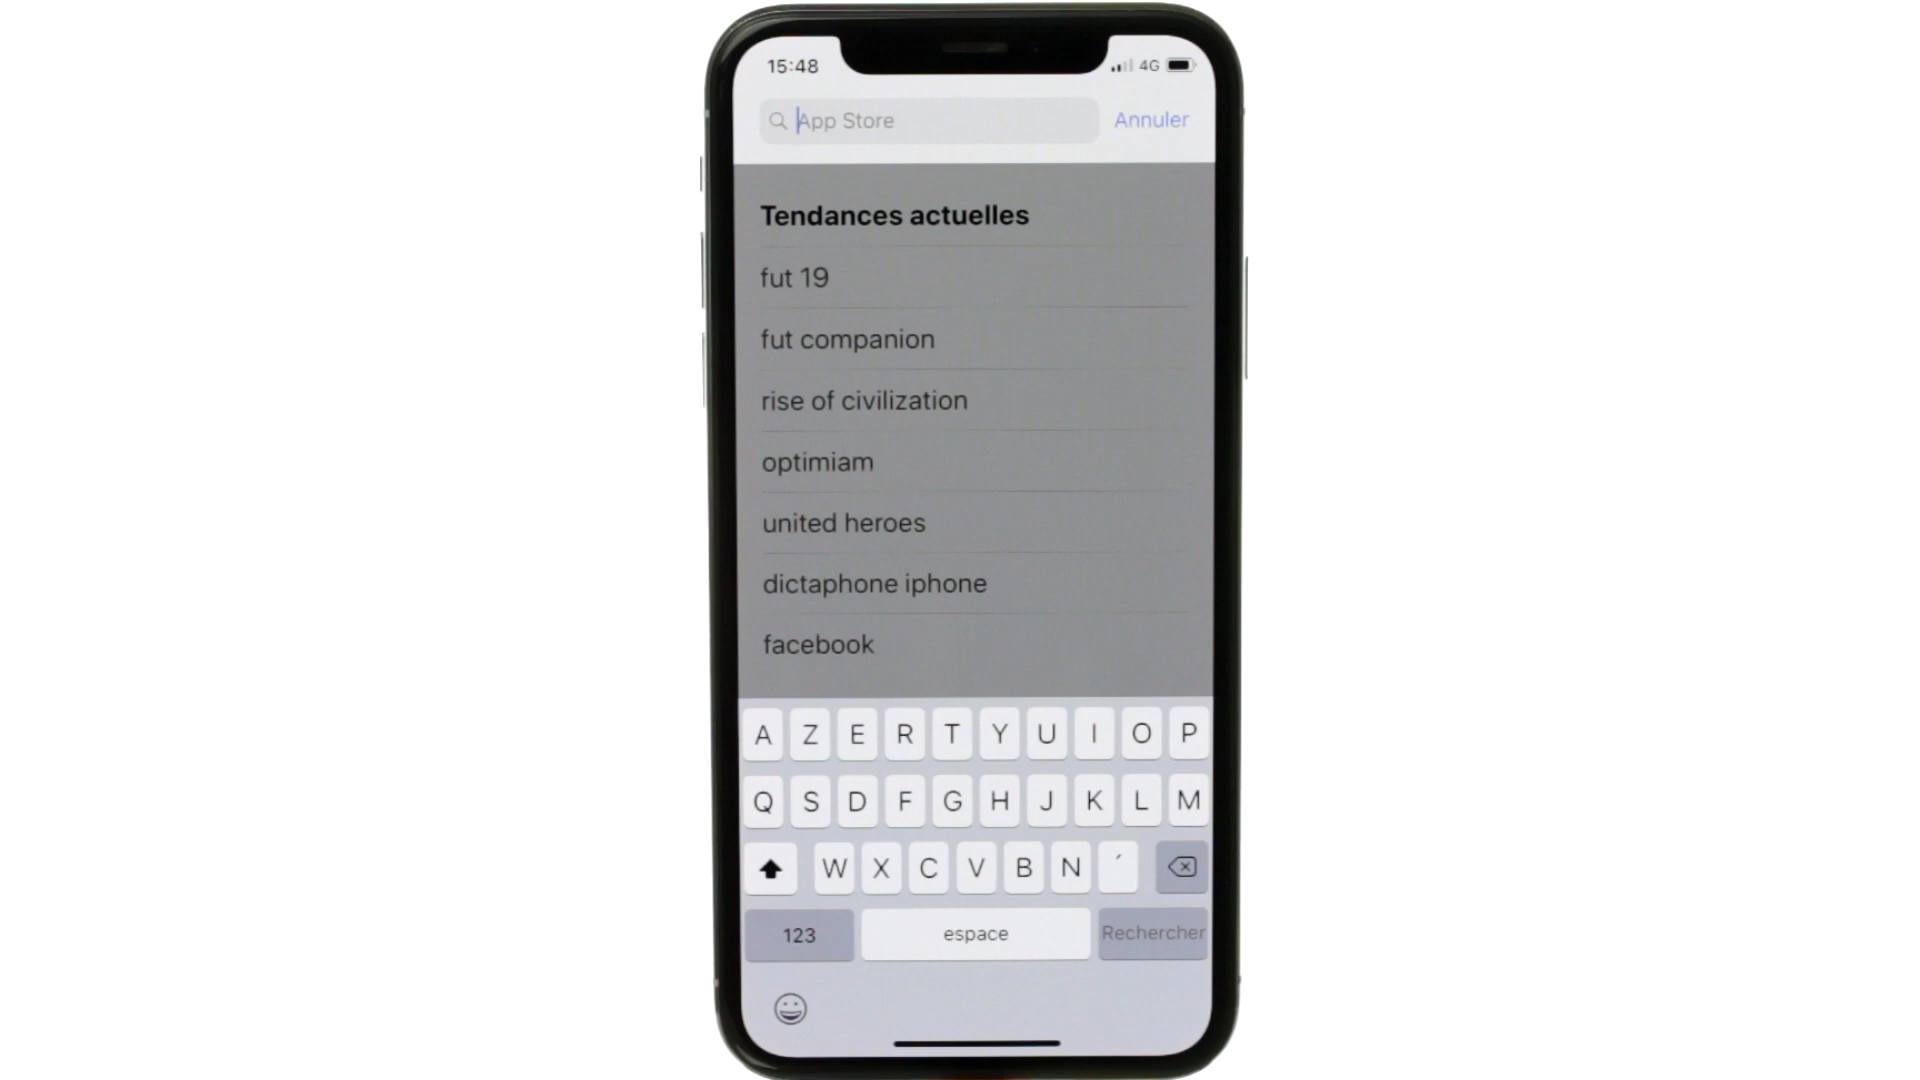 15:48 4G
App Store Annuler
Tendances actuelles
fut 19
fut companion
rise of civilization
optimiam
united heroes
dictaphone iphone
facebook
A Z E R T Y U I O P
Q S D F G H J K L M
W X C V B N ´
123 espace Rechercher